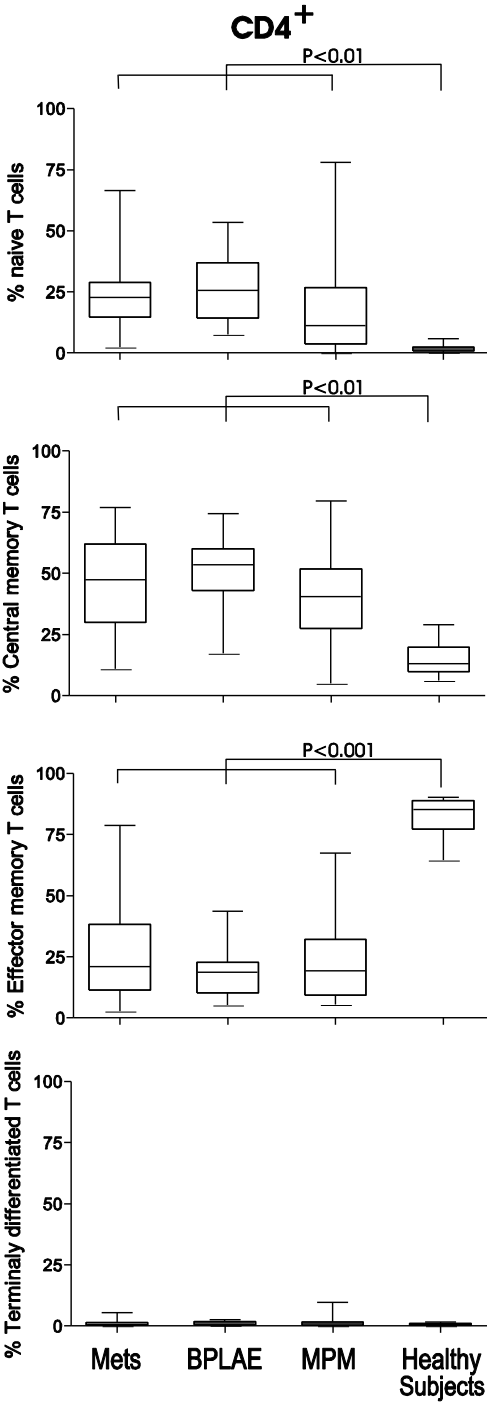 CD4+
P<0.01
% naive T cells
100
75
50
25
0
P<0.01
% Central memory T cells
100
75
50
25
0
P<0.001
% Effector memory T cells
100
75
50
25
0
% Terminaly differentiated T cells
100
75
50
25
0
Mets BPLAE MPM Healthy
Subjects